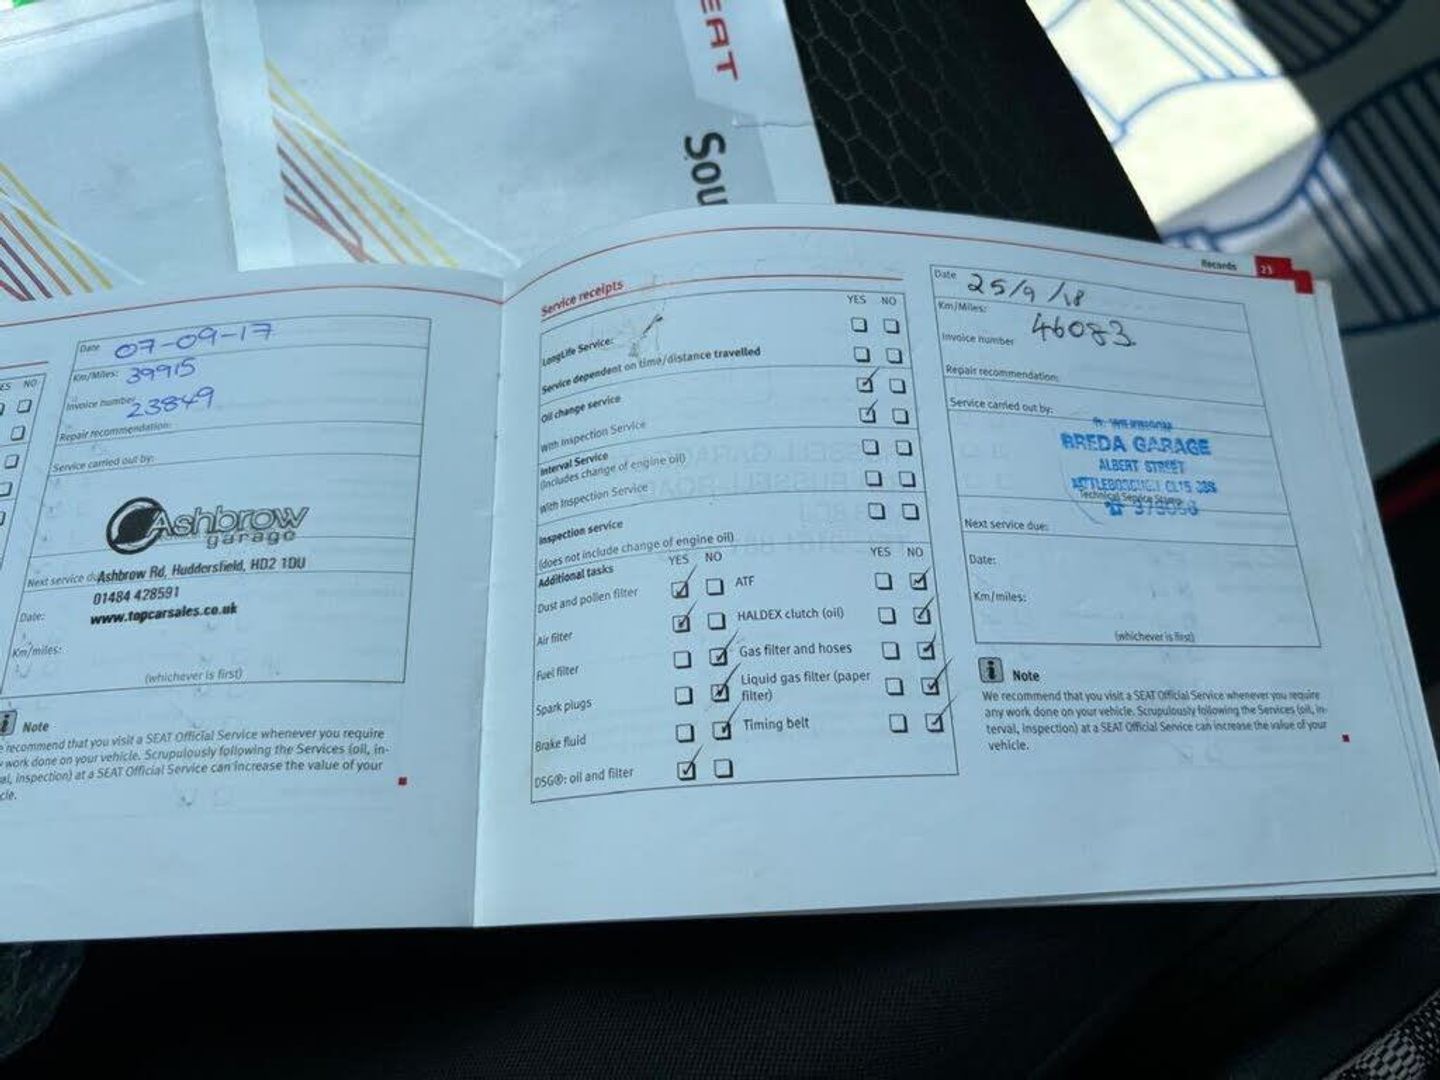 EAT
Sou
ES NO
Date 07-09-17
Km/Miles: 39915
Invoice number 23849
Repair recommendation:
Service carried out by:
Ashbrow
garage
Ashbrow Rd, Huddersfield, HD2 1DU
01484 428591
www.topcarsales.co.uk
Next service
Date:
Km/miles:
(whichever is first)
i Note
recommend that you visit a SEAT Official Service whenever you require
work done on your vehicle. Scrupulously following the Services (oil, in-
al, inspection) at a SEAT Official Service can increase the value of your
cle.
Records 23
Service receipts
YES NO
LongLife Service:
Service dependent on time/distance travelled
Oil change service
With Inspection Service
Interval Service
(includes change of engine oil)
With Inspection Service
Inspection service
(does not include change of engine oil)
Additional tasks YES NO YES NO
Dust and pollen filter ATF
Air filter HALDEX clutch (oil)
Fuel filter Gas filter and hoses
Spark plugs Liquid gas filter (paper
filter)
Brake fluid Timing belt
DSG®: oil and filter
Date 25/9/18
Km/Miles: 46083
Invoice number
Repair recommendation:
Service carried out by:
BREDA GARAGE
ALBERT STREET
Technical Service Stamp
Next service due:
Date:
Km/miles:
(whichever is first)
i Note
We recommend that you visit a SEAT Official Service whenever you require
any work done on your vehicle. Scrupulously following the Services (oil, in-
terval, inspection) at a SEAT Official Service can increase the value of your
vehicle.